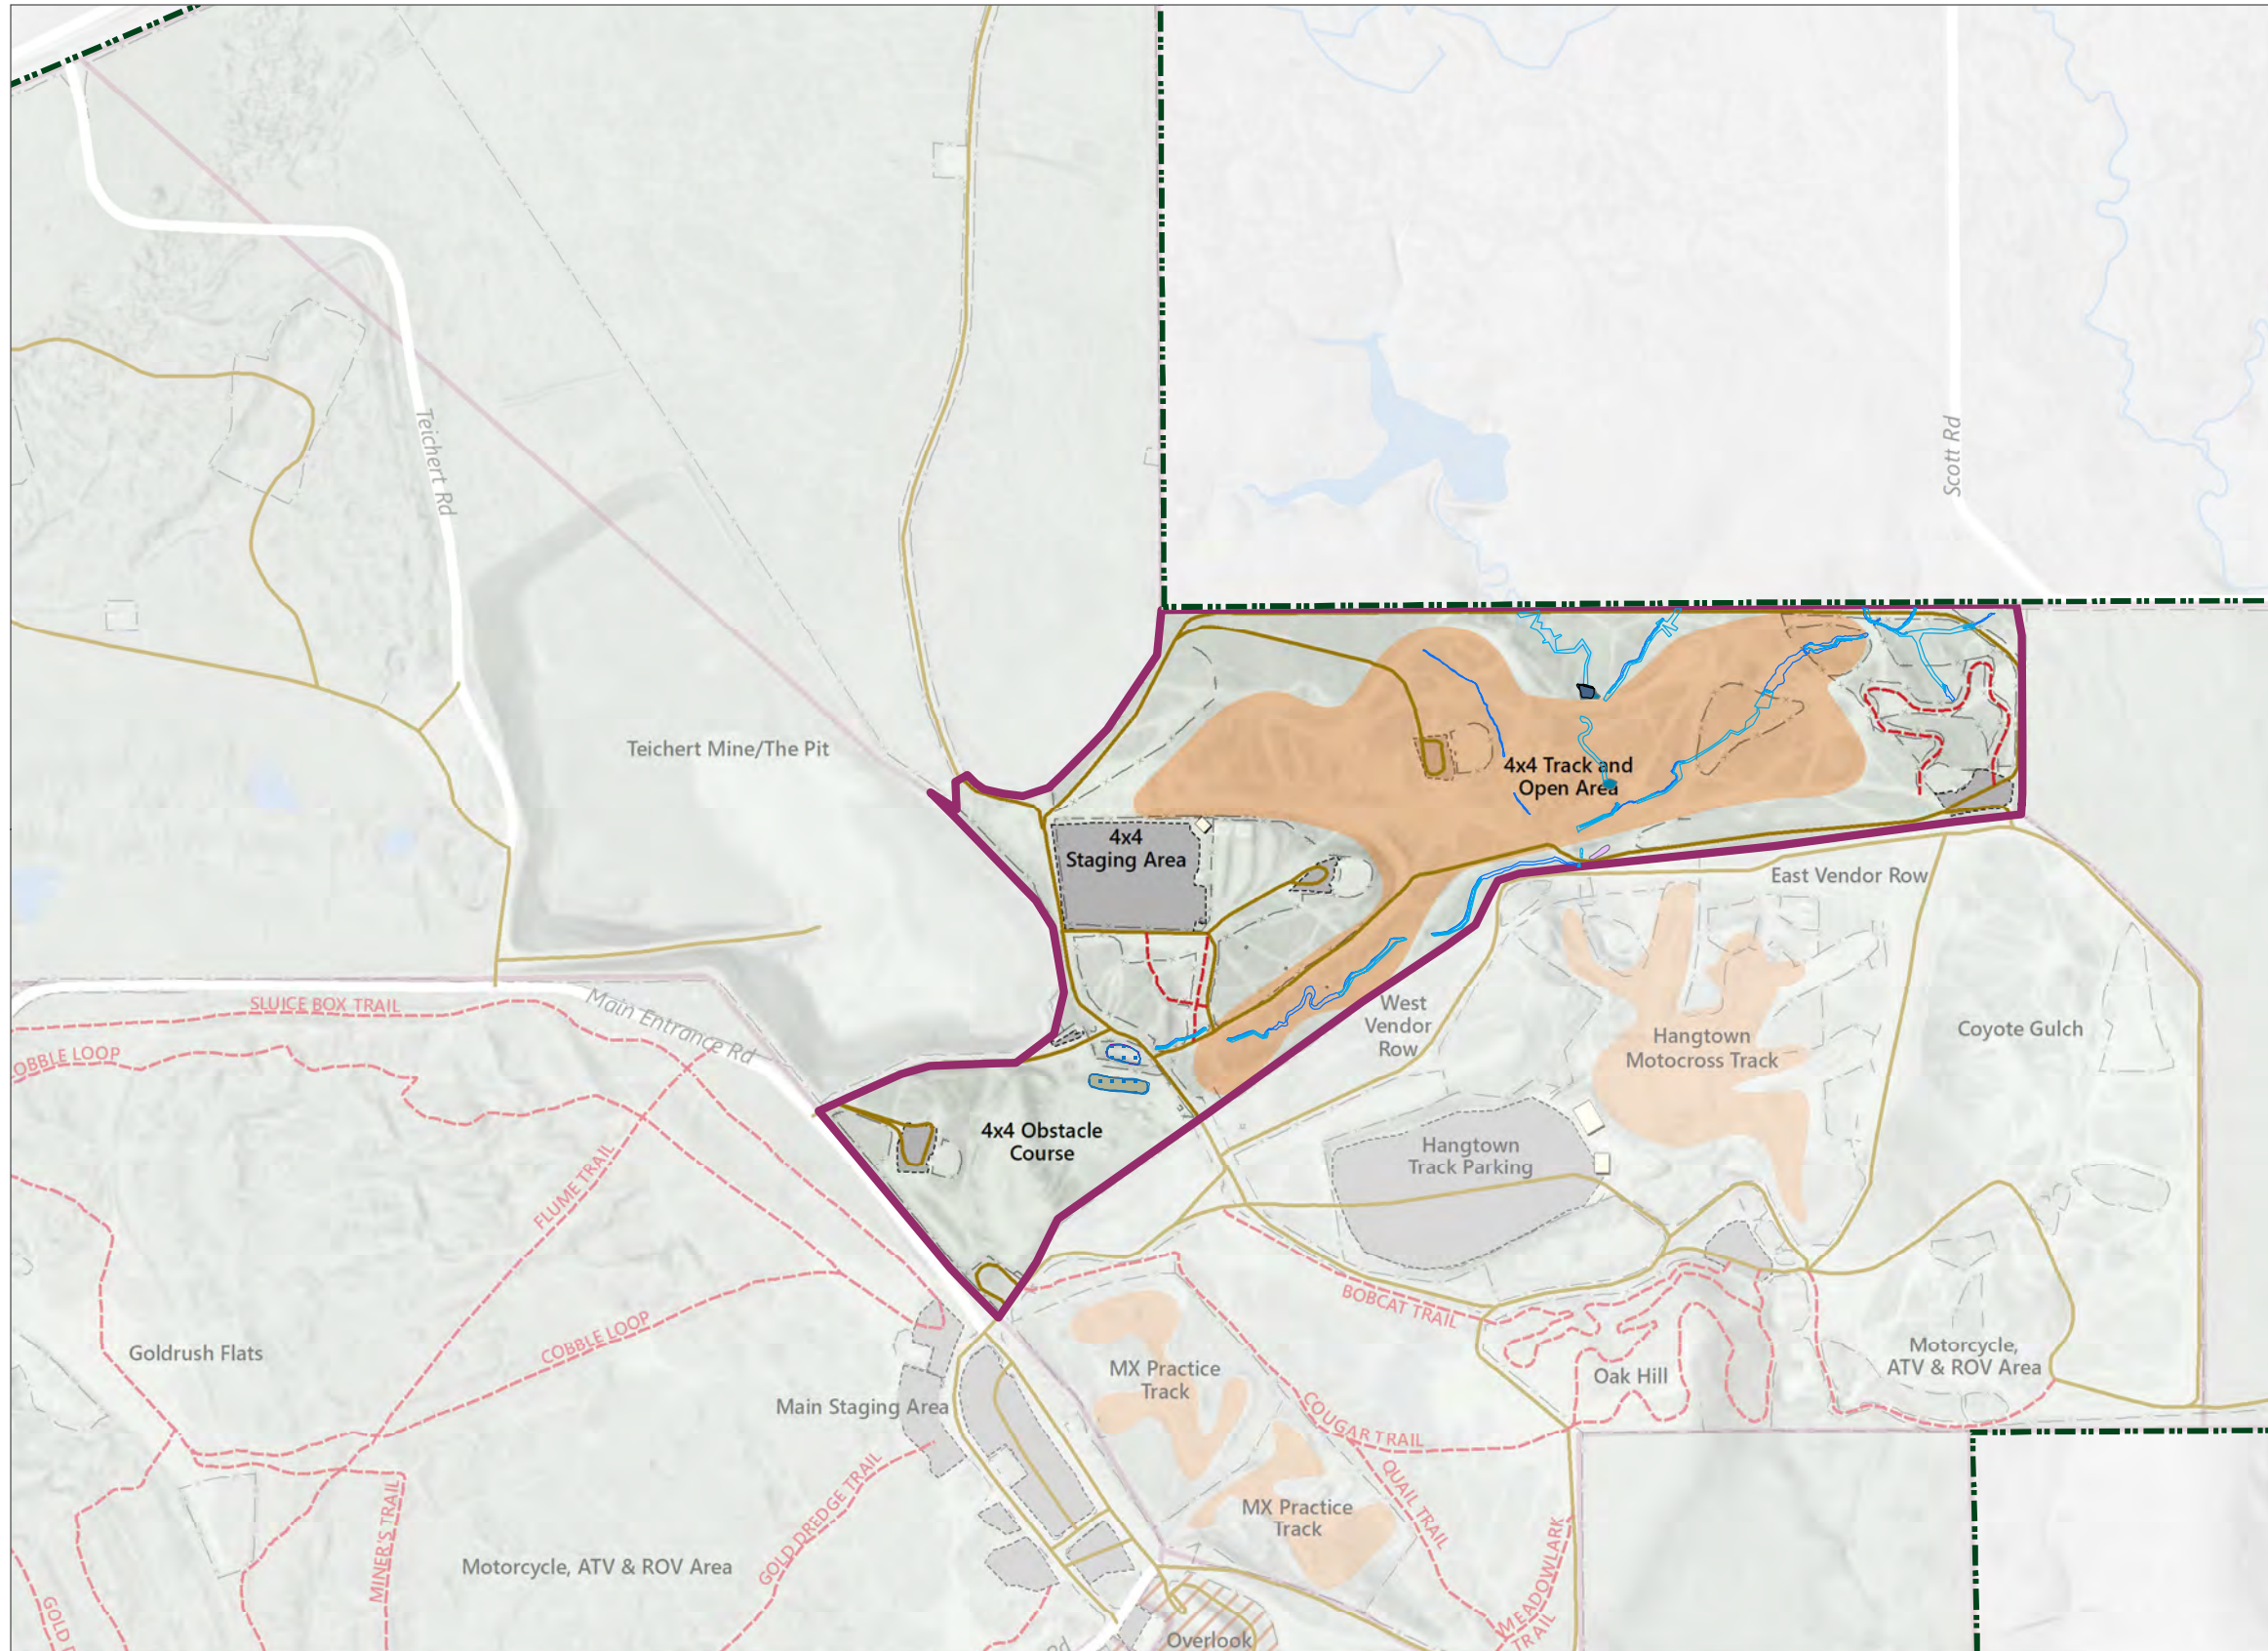 Teichert Rd
Scott Rd
Teichert Mine/The Pit
4x4 Track and
Open Area
4x4
Staging Area
East Vendor Row
SLUICE BOX TRAIL
Main Entrance Rd
West
Vendor
Row
Hangtown
Motocross Track
Coyote Gulch
OBBLE LOOP
4x4 Obstacle
Course
Hangtown
Track Parking
FLUME TRAIL
BOBCAT TRAIL
COBBLE LOOP
Goldrush Flats
MX Practice
Track
Oak Hill
Motorcycle,
ATV & ROV Area
Main Staging Area
COUGAR TRAIL
QUAIL TRAIL
MX Practice
Track
MINER'S TRAIL
GOLD DREDGE TRAIL
Motorcycle, ATV & ROV Area
MEADOWLARK
TRAIL
GOLD
Overlook
Rd